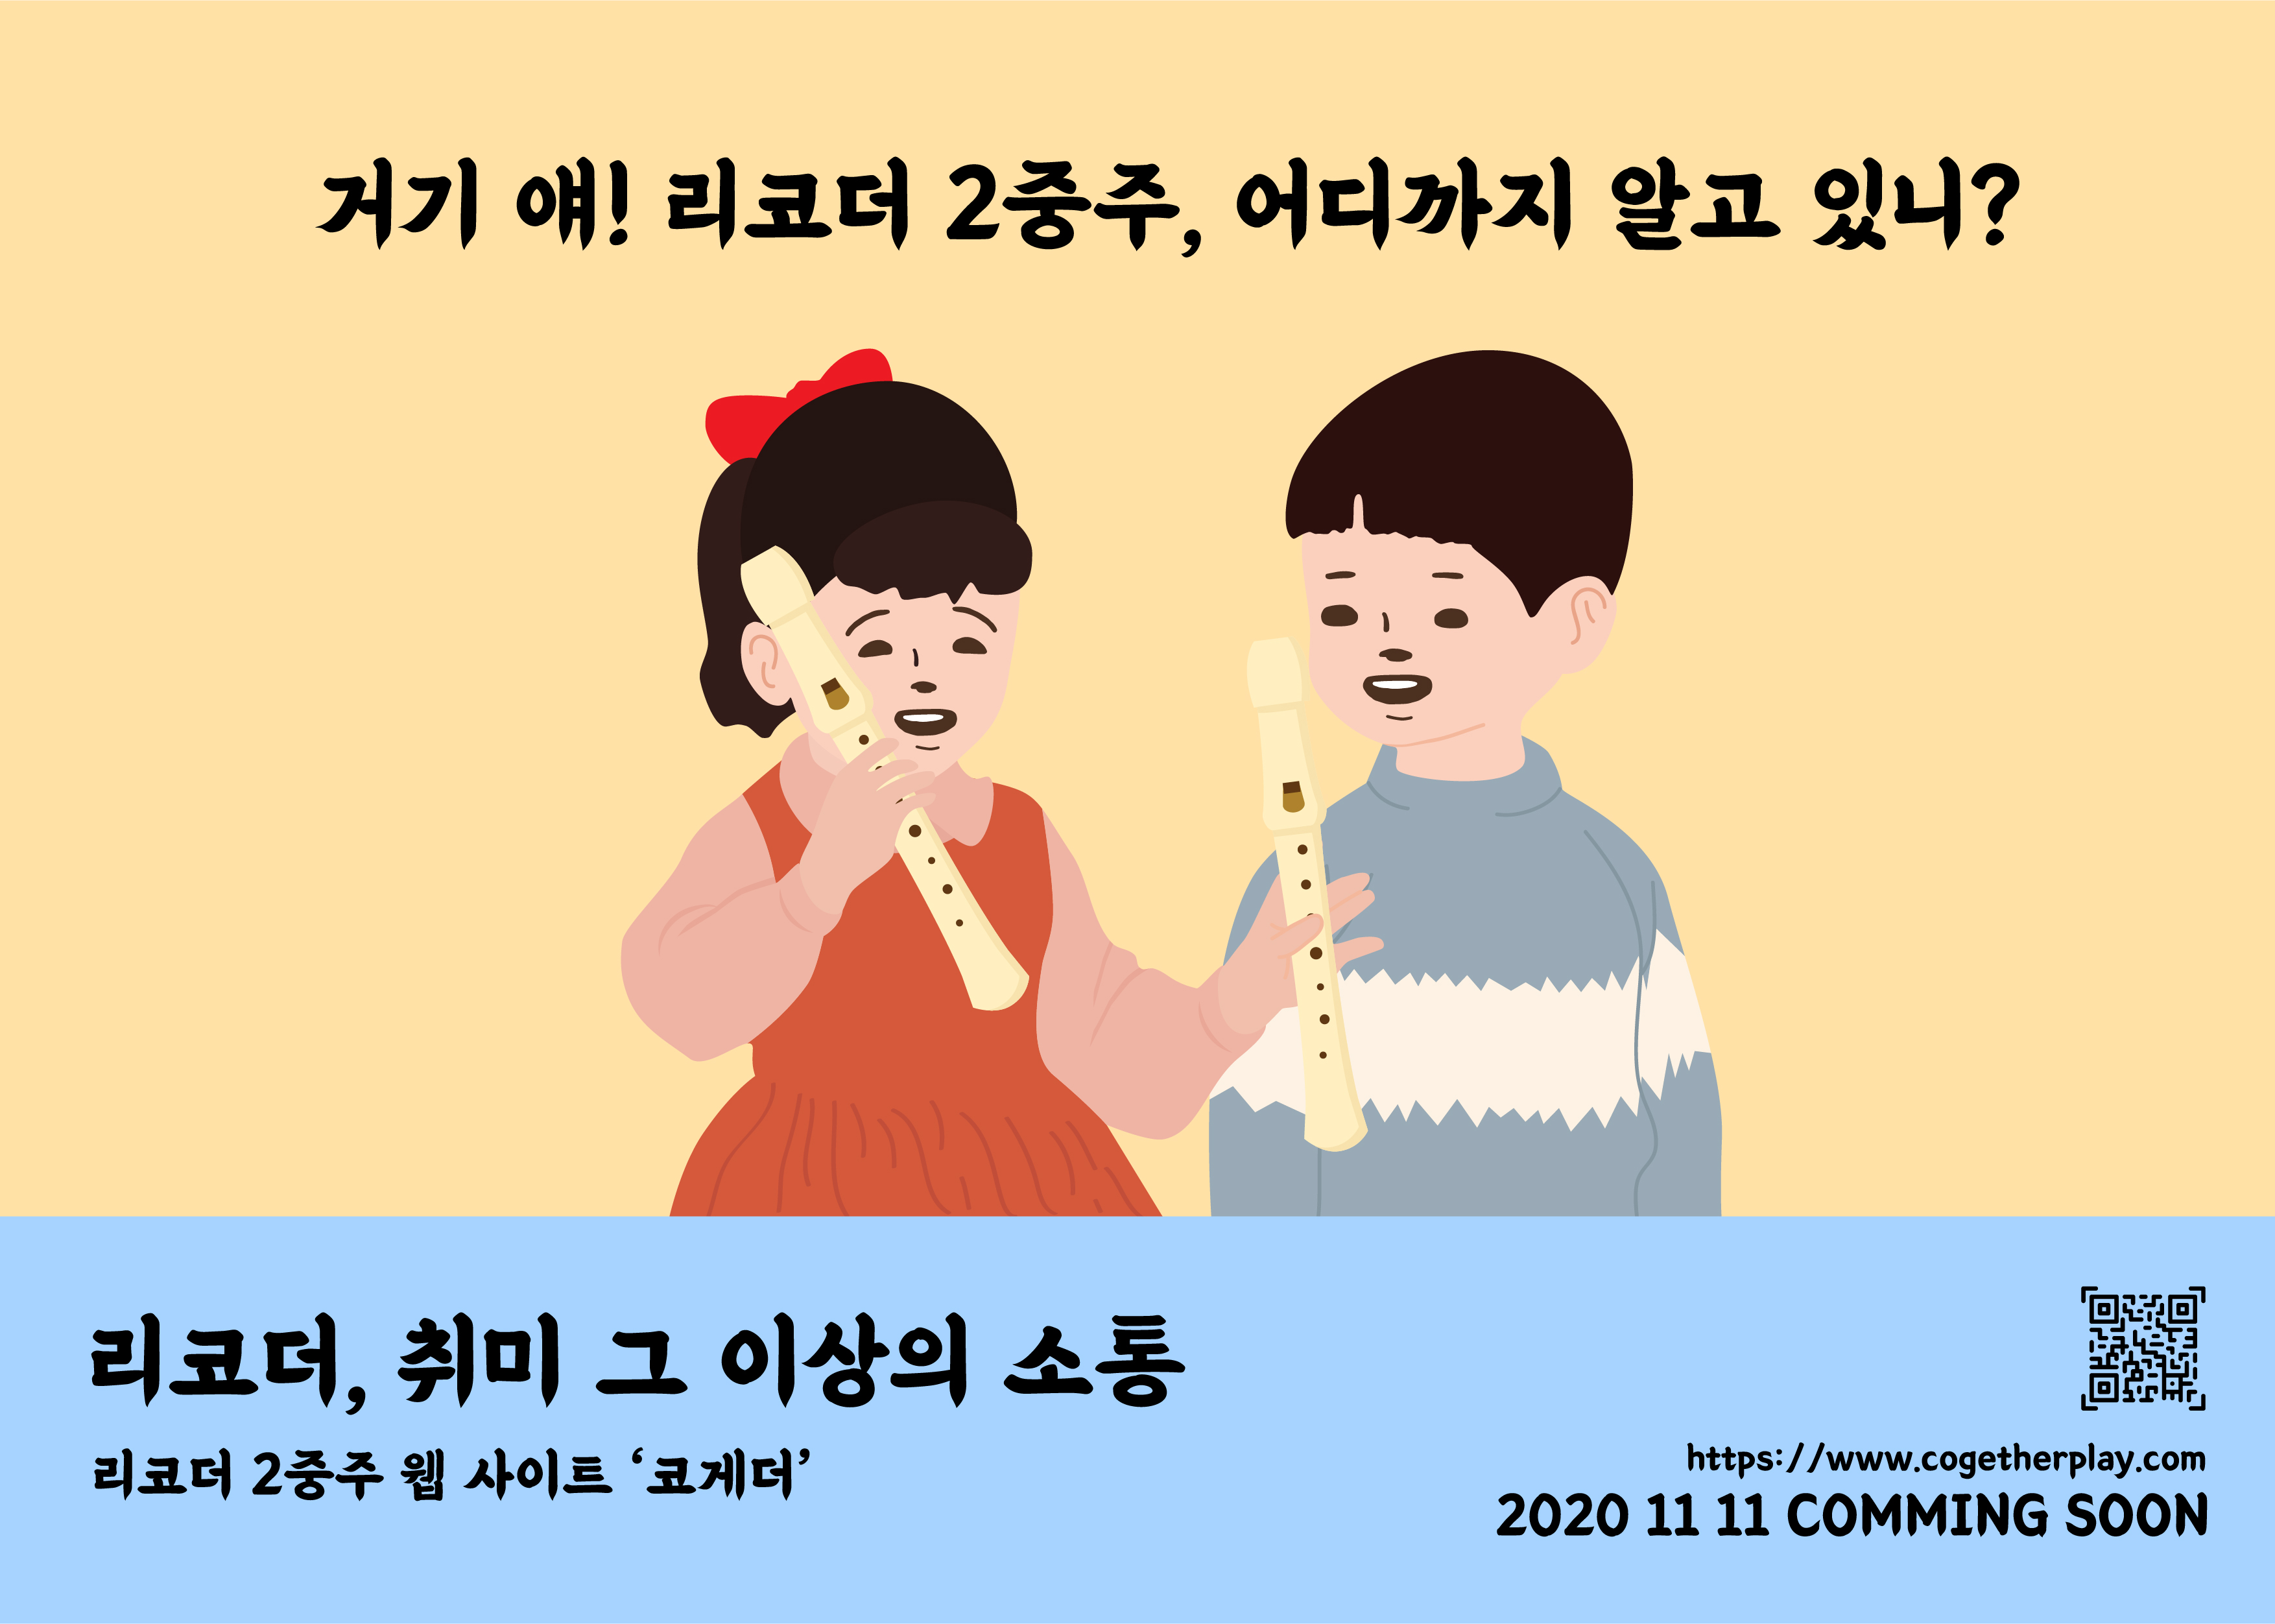 거기 얘! 리코더 2중주, 어디까지 알고 있니?
리코더, 취미 그 이상의 소통
리코더 2중주 웹 사이트 ‘코게더’
https://www.cogetherplay.com
2020 11 11 COMMING SOON